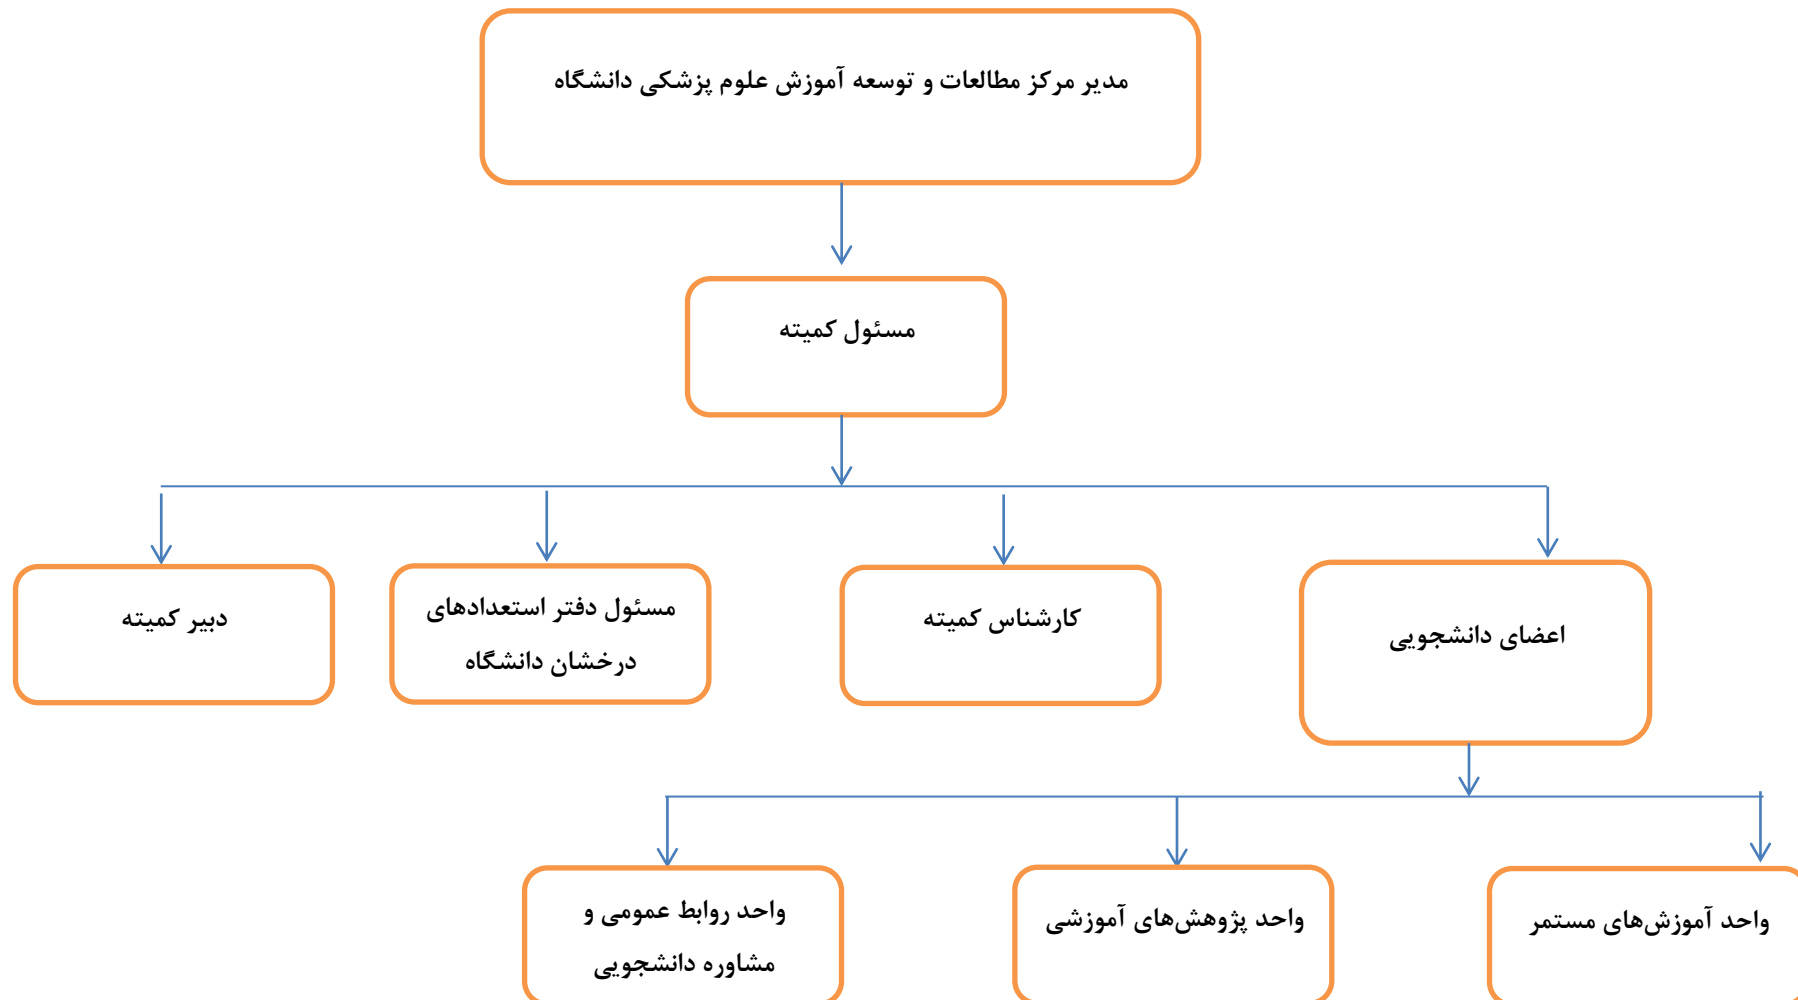 مدیر مرکز مطالعات و توسعه آموزش علوم پزشکی دانشگاه
مسئول کمیته
اعضای دانشجویی
کارشناس کمیته
مسئول دفتر استعدادهای
درخشان دانشگاه
دبیر کمیته
واحد آموزش‌های مستمر
واحد پژوهش‌های آموزشی
واحد روابط عمومی و
مشاوره دانشجویی